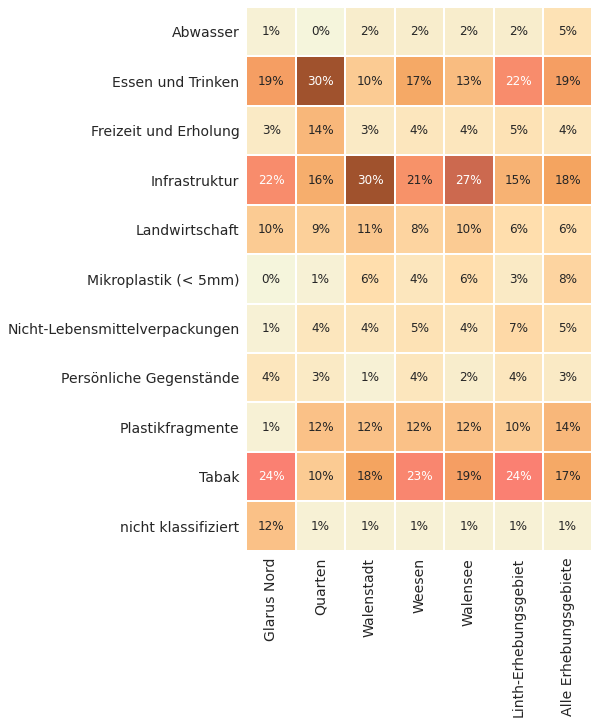 Abwasser 1% 0% 2% 2% 2% 2% 5%
Essen und Trinken 19% 30% 10% 17% 13% 22% 19%
Freizeit und Erholung 3% 14% 3% 4% 4% 5% 4%
Infrastruktur 22% 16% 30% 21% 27% 15% 18%
Landwirtschaft 10% 9% 11% 8% 10% 6% 6%
Mikroplastik (< 5mm) 0% 1% 6% 4% 6% 3% 8%
Nicht-Lebensmittelverpackungen 1% 4% 4% 5% 4% 7% 5%
Persönliche Gegenstände 4% 3% 1% 4% 2% 4% 3%
Plastikfragmente 1% 12% 12% 12% 12% 10% 14%
Tabak 24% 10% 18% 23% 19% 24% 17%
nicht klassifiziert 12% 1% 1% 1% 1% 1% 1%
Glarus Nord
Quarten
Walenstadt
Weesen
Walensee
Linth-Erhebungsgebiet
Alle Erhebungsgebiete